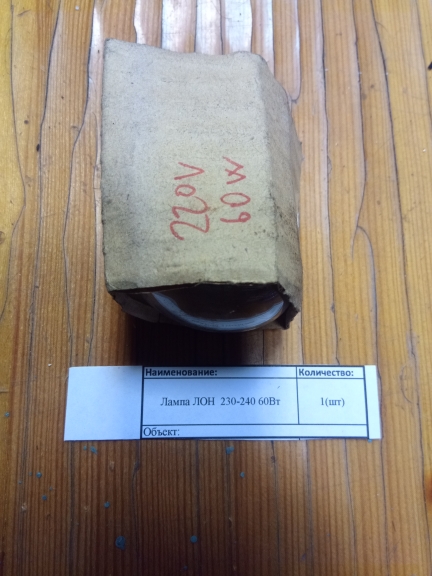 220V
60W
Наименование: Количество:
Лампа ЛОН 230-240 60Вт 1(шт)
Объект: